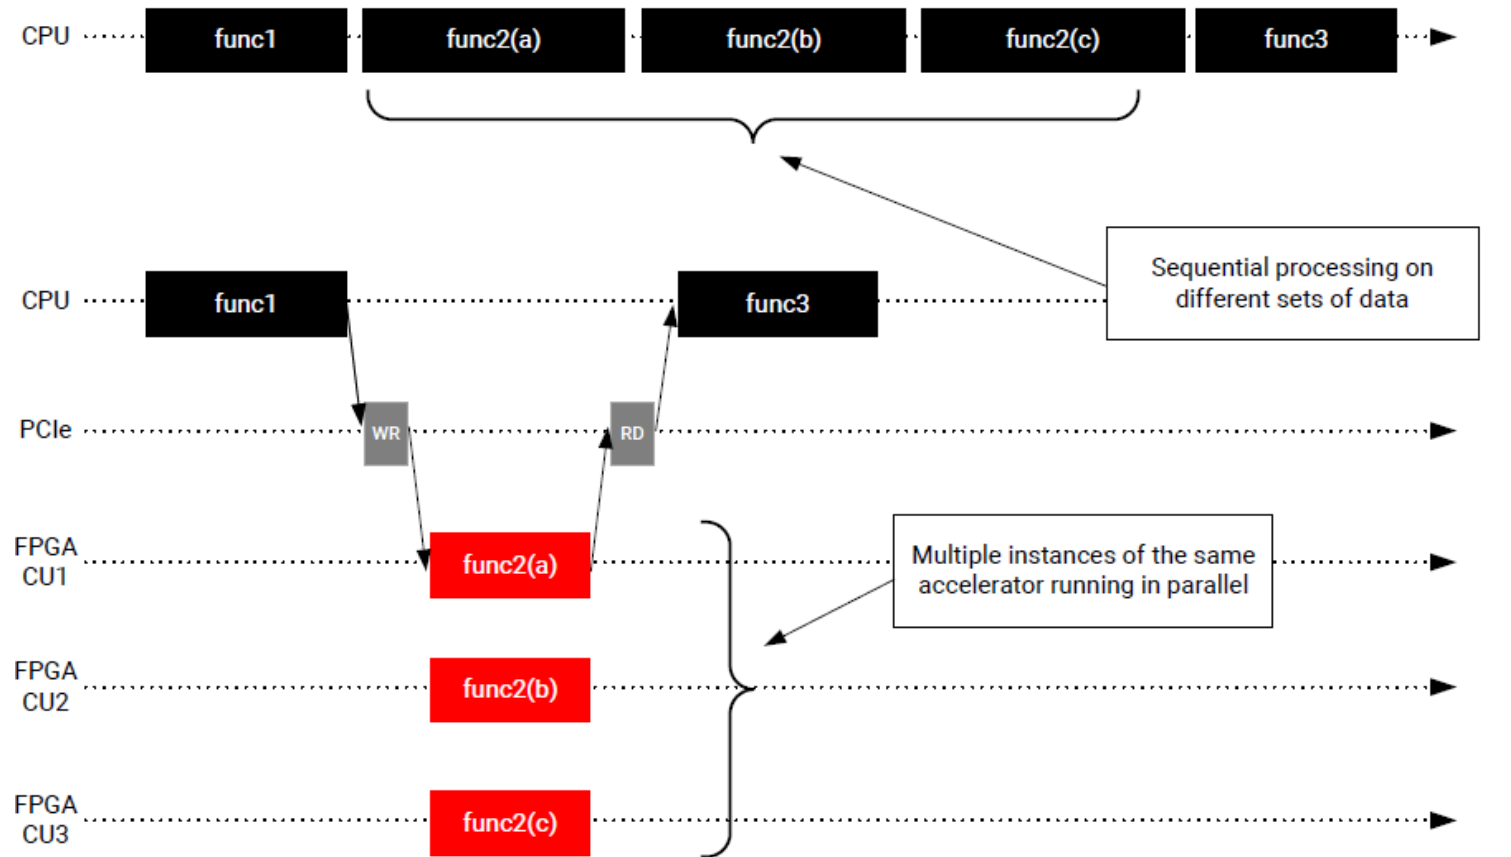 CPU func1 func2(a) func2(b) func2(c) func3
Sequential processing on
different sets of data
CPU func1 func3
PCIe WR RD
FPGA
CU1
func2(a)
Multiple instances of the same
accelerator running in parallel
FPGA
CU2
func2(b)
FPGA
CU3
func2(c)